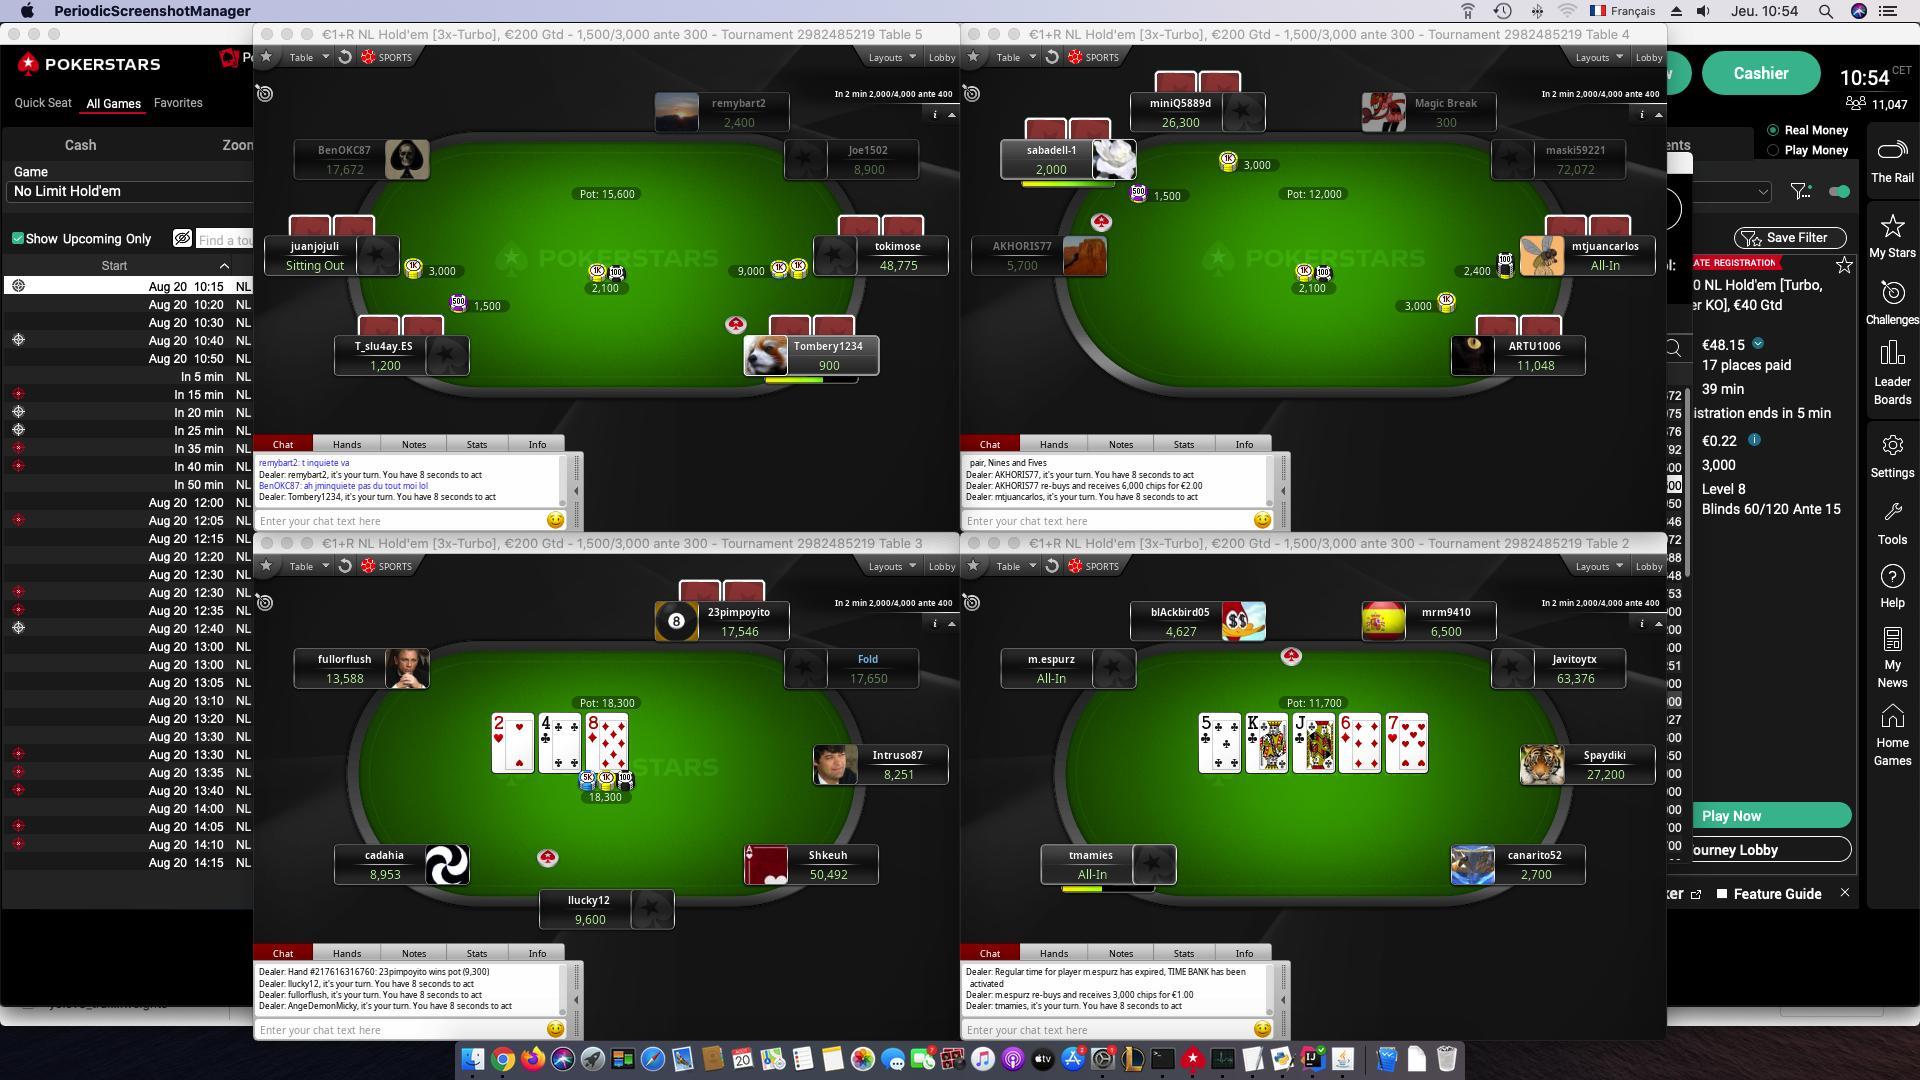 PeriodicScreenshotManager
Français
Jeu. 10:54
POKERSTARS
Quick Seat All Games Favorites
Cash
Game
No Limit Hold'em
Show Upcoming Only
Start
Aug 20 10:15 NL
Aug 20 10:20 NL
Aug 20 10:30 NL
Aug 20 10:40 NL
Aug 20 10:50 NL
In 5 min NL
In 15 min NL
In 20 min NL
In 25 min NL
In 35 min NL
In 40 min NL
In 50 min NL
Aug 20 12:00 NL
Aug 20 12:05 NL
Aug 20 12:15 NL
Aug 20 12:20 NL
Aug 20 12:30 NL
Aug 20 12:30 NL
Aug 20 12:35 NL
Aug 20 12:40 NL
Aug 20 13:00 NL
Aug 20 13:00 NL
Aug 20 13:05 NL
Aug 20 13:10 NL
Aug 20 13:20 NL
Aug 20 13:30 NL
Aug 20 13:30 NL
Aug 20 13:35 NL
Aug 20 13:40 NL
Aug 20 14:00 NL
Aug 20 14:05 NL
Aug 20 14:10 NL
Aug 20 14:15 NL
€1+R NL Hold'em [3x-Turbo], €200 Gtd - 1,500/3,000 ante 300 - Tournament 2982485219 Table 5
Table SPORTS Layouts Lobby
In 2 min 2,000/4,000 ante 400
remybart2
2,400
BenOKC87
17,672
Joe1502
8,900
Pot: 15,600
juanjojuli
Sitting Out
3,000
POKERSTARS
2,100
9,000
tokimose
48,775
1,500
T_slu4ay.ES
1,200
Tombery1234
900
Chat Hands Notes Stats Info
remybart2: t inquiete va
Dealer: remybart2, it's your turn. You have 8 seconds to act
BenOKC87: ah jminquiete pas du tout moi lol
Dealer: Tombery1234, it's your turn. You have 8 seconds to act
Enter your chat text here
€1+R NL Hold'em [3x-Turbo], €200 Gtd - 1,500/3,000 ante 300 - Tournament 2982485219 Table 4
Table SPORTS Layouts Lobby
In 2 min 2,000/4,000 ante 400
miniQ5889d
26,300
Magic Break
300
sabadell-1
2,000
maski59221
72,072
3,000
1,500
Pot: 12,000
AKHORIS77
5,700
POKERSTARS
2,100
2,400
mtjuancarlos
All-In
3,000
ARTU1006
11,048
Chat Hands Notes Stats Info
pair, Nines and Fives
Dealer: AKHORIS77, it's your turn. You have 8 seconds to act
Dealer: AKHORIS77 re-buys and receives 6,000 chips for €2.00
Dealer: mtjuancarlos, it's your turn. You have 8 seconds to act
Enter your chat text here
€1+R NL Hold'em [3x-Turbo], €200 Gtd - 1,500/3,000 ante 300 - Tournament 2982485219 Table 3
Table SPORTS Layouts Lobby
In 2 min 2,000/4,000 ante 400
23pimpoyito
17,546
fullorflush
13,588
Fold
17,650
Pot: 18,300
2 4 8
18,300
Intruso87
8,251
cadahia
8,953
Shkeuh
50,492
llucky12
9,600
Chat Hands Notes Stats Info
Dealer: Hand #217616316760: 23pimpoyito wins pot (9,300)
Dealer: llucky12, it's your turn. You have 8 seconds to act
Dealer: fullorflush, it's your turn. You have 8 seconds to act
Dealer: AngeDemonMicky, it's your turn. You have 8 seconds to act
Enter your chat text here
€1+R NL Hold'em [3x-Turbo], €200 Gtd - 1,500/3,000 ante 300 - Tournament 2982485219 Table 2
Table SPORTS Layouts Lobby
In 2 min 2,000/4,000 ante 400
blAckbird05
4,627
mrm9410
6,500
m.espurz
All-In
Javitoytx
63,376
Pot: 11,700
5 K J 6 7
Spaydiki
27,200
tmamies
All-In
canarito52
2,700
Chat Hands Notes Stats Info
Dealer: Regular time for player m.espurz has expired, TIME BANK has been
activated
Dealer: m.espurz re-buys and receives 3,000 chips for €1.00
Dealer: tmamies, it's your turn. You have 8 seconds to act
Enter your chat text here
Cashier
10:54 CET
11,047
Real Money
Play Money
Save Filter
ATE REGISTRATION
0 NL Hold'em [Turbo,
er KO], €40 Gtd
€48.15
17 places paid
39 min
istration ends in 5 min
€0.22
3,000
Level 8
Blinds 60/120 Ante 15
Play Now
Tourney Lobby
Feature Guide
The Rail
My Stars
Challenges
Leader
Boards
Settings
Help
Tools
My
News
Home
Games